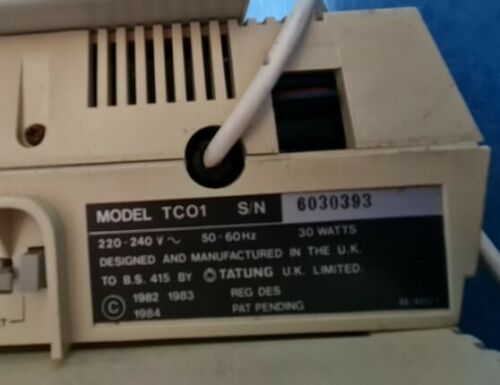 MODEL TC01 S/N 6030393
220-240 V ~ 50-60Hz 30 WATTS
DESIGNED AND MANUFACTURED IN THE U.K.
TO B.S. 415 BY TATUNG U.K. LIMITED.
© 1982 1983 REG DES
1984 PAT PENDING